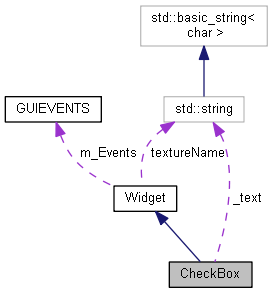 std::basic_string<
char >
GUIEVENTS
std::string
m_Events
textureName
Widget
_text
CheckBox